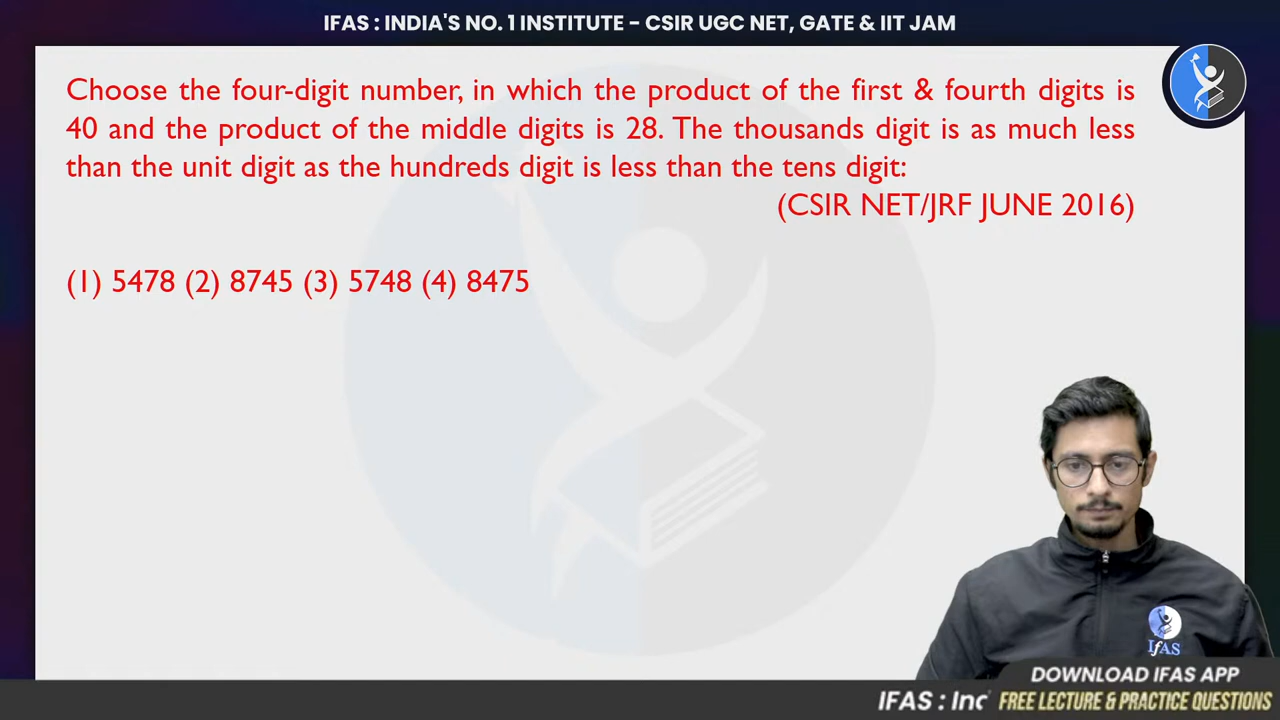 IFAS : INDIA'S NO. 1 INSTITUTE - CSIR UGC NET, GATE & IIT JAM
Choose the four-digit number, in which the product of the first & fourth digits is
40 and the product of the middle digits is 28. The thousands digit is as much less
than the unit digit as the hundreds digit is less than the tens digit:
(CSIR NET/JRF JUNE 2016)
(1) 5478 (2) 8745 (3) 5748 (4) 8475
IfAS
DOWNLOAD IFAS APP
IFAS : Inc FREE LECTURE & PRACTICE QUESTIONS